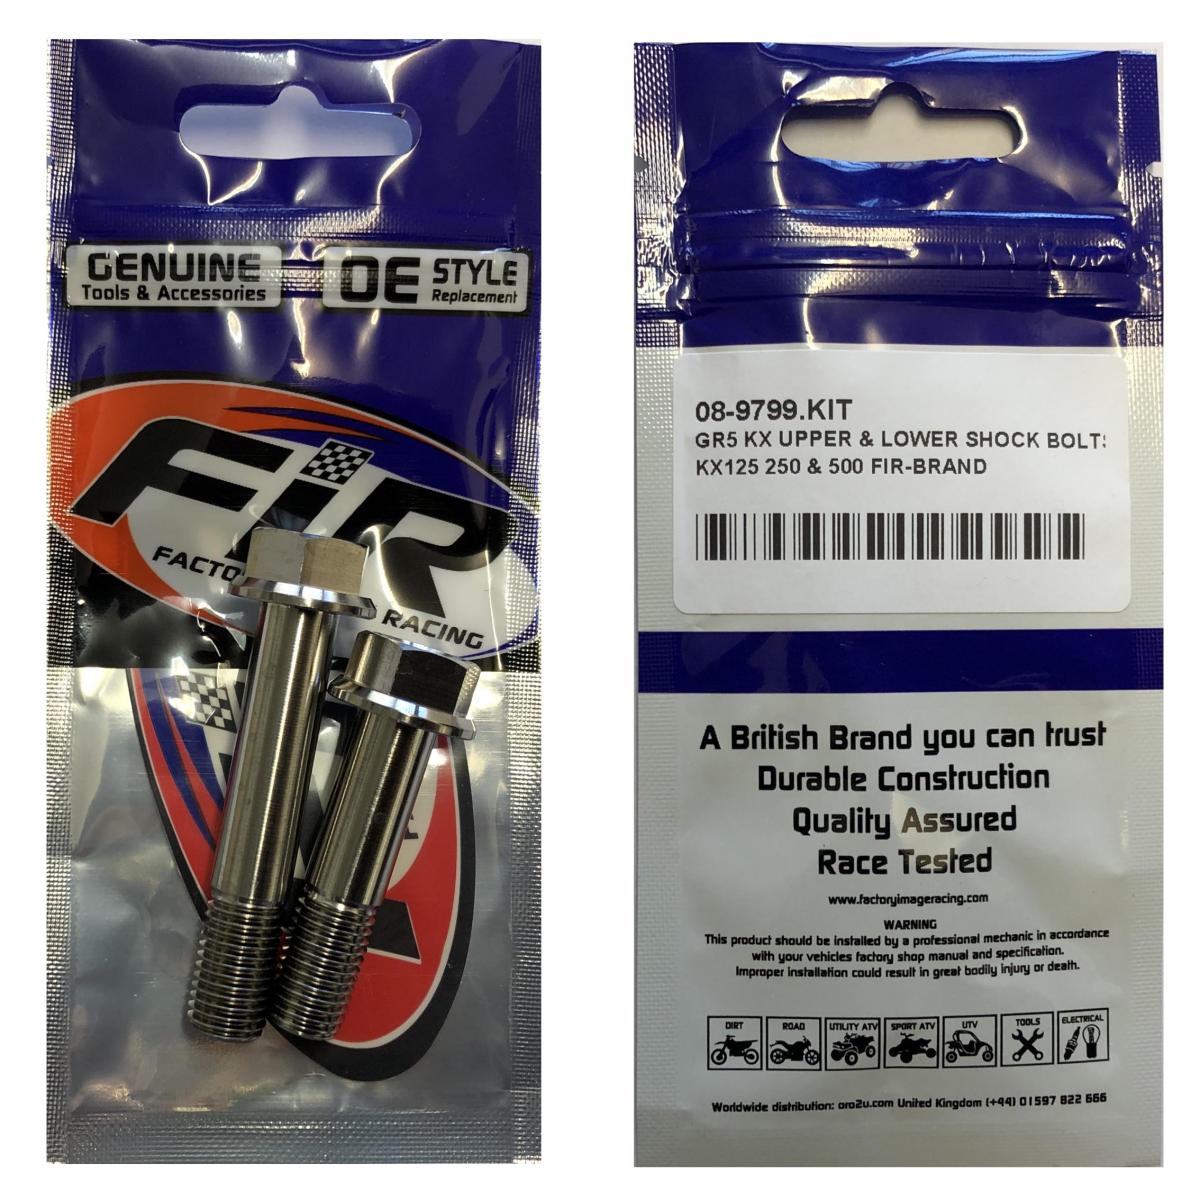 GENUINE
Tools & Accessories
OE STYLE
Replacement
FiR
FACTO
RACING
08-9799.KIT
GR5 KX UPPER & LOWER SHOCK BOLTS
KX125 250 & 500 FIR-BRAND
A British Brand you can trust
Durable Construction
Quality Assured
Race Tested
www.factoryimageracing.com
WARNING
This product should be installed by a professional mechanic in accordance
with your vehicles factory shop manual and specification.
Improper installation could result in great bodily injury or death.
DIRT ROAD UTILITY ATV SPORT ATV UTV TOOLS ELECTRICAL
Worldwide distribution: oro2u.com United Kingdom (+44) 01597 822 666